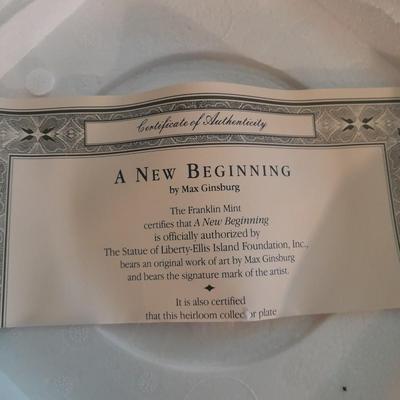 Certificate of Authenticity
A NEW BEGINNING
by Max Ginsburg
The Franklin Mint
certifies that A New Beginning
is officially authorized by
The Statue of Liberty-Ellis Island Foundation, Inc.,
bears an original work of art by Max Ginsburg
and bears the signature mark of the artist.
It is also certified
that this heirloom collector plate